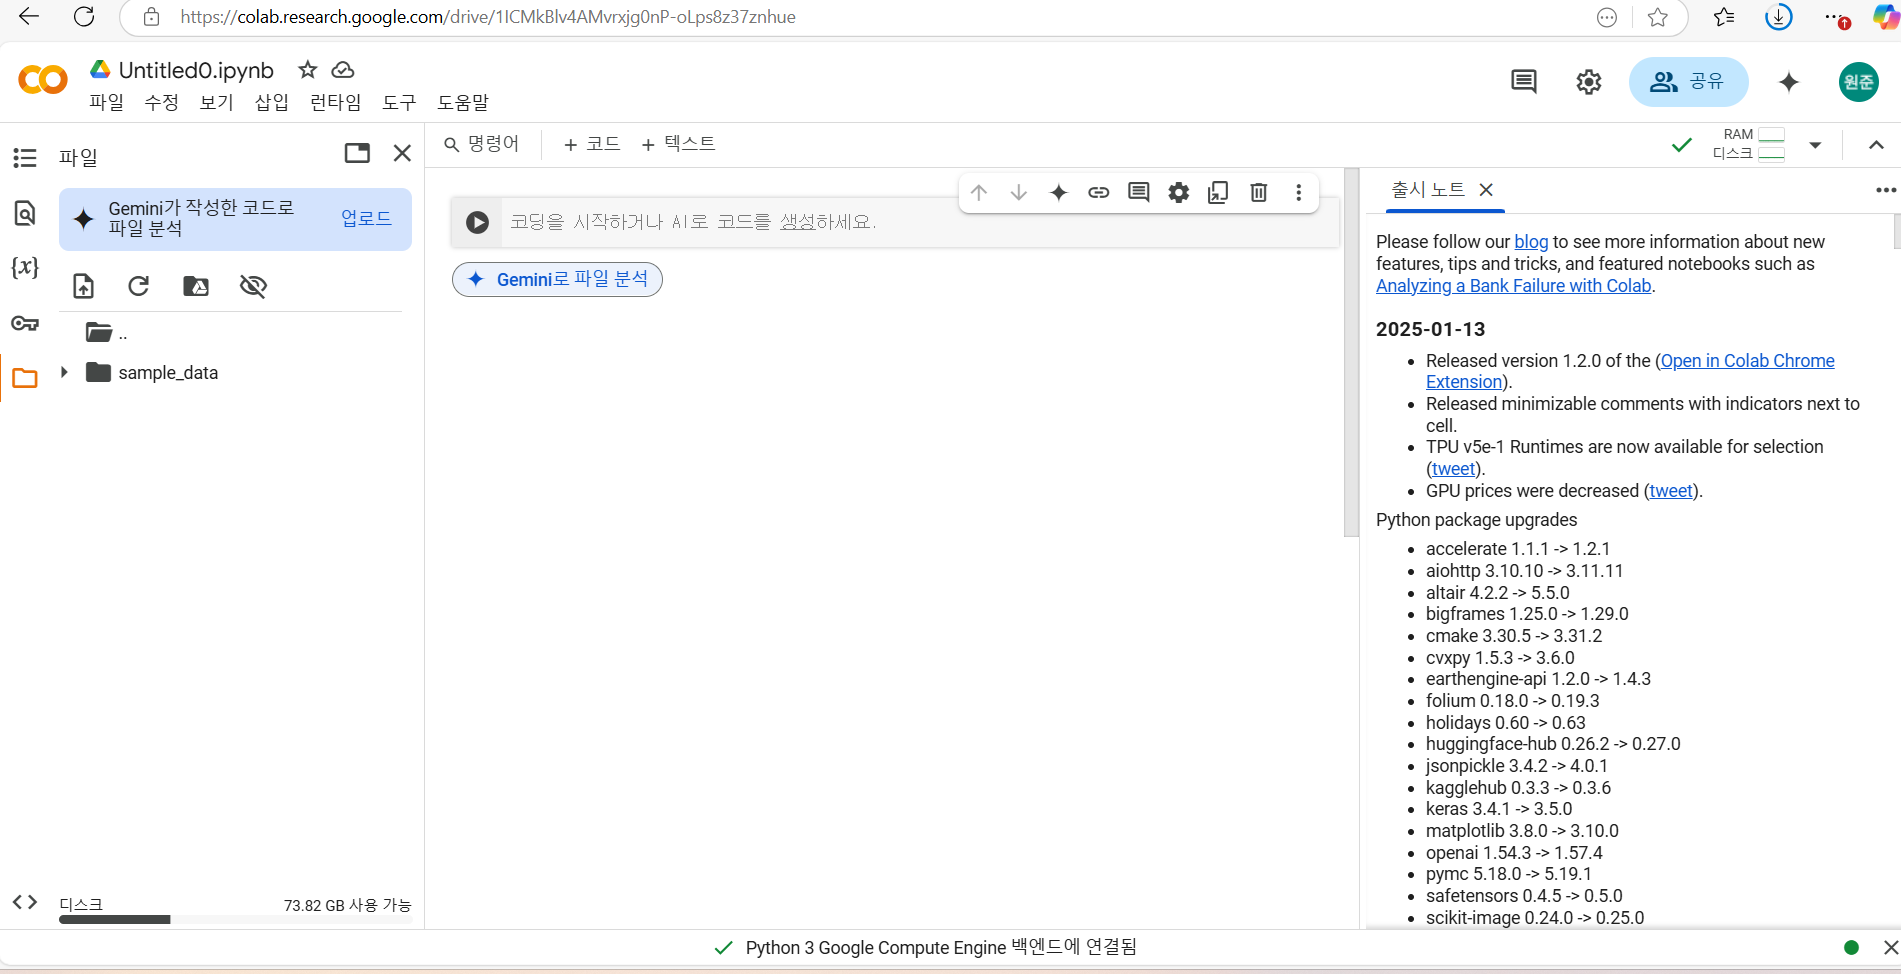 https://colab.research.google.com/drive/1ICMkBlv4AMvrxjg0nP-oLps8z37znhue
Untitled0.ipynb
파일 수정 보기 삽입 런타임 도구 도움말
공유
원준
파일
Gemini가 작성한 코드로
파일 분석
업로드
..
sample_data
디스크
73.82 GB 사용 가능
명령어 + 코드 + 텍스트
RAM
디스크
코딩을 시작하거나 AI로 코드를 생성하세요.
Gemini로 파일 분석
출시 노트
Please follow our blog to see more information about new
features, tips and tricks, and featured notebooks such as
Analyzing a Bank Failure with Colab.
2025-01-13
Released version 1.2.0 of the (Open in Colab Chrome
Extension).
Released minimizable comments with indicators next to
cell.
TPU v5e-1 Runtimes are now available for selection
(tweet).
GPU prices were decreased (tweet).
Python package upgrades
accelerate 1.1.1 -> 1.2.1
aiohttp 3.10.10 -> 3.11.11
altair 4.2.2 -> 5.5.0
bigframes 1.25.0 -> 1.29.0
cmake 3.30.5 -> 3.31.2
cvxpy 1.5.3 -> 3.6.0
earthengine-api 1.2.0 -> 1.4.3
folium 0.18.0 -> 0.19.3
holidays 0.60 -> 0.63
huggingface-hub 0.26.2 -> 0.27.0
jsonpickle 3.4.2 -> 4.0.1
kagglehub 0.3.3 -> 0.3.6
keras 3.4.1 -> 3.5.0
matplotlib 3.8.0 -> 3.10.0
openai 1.54.3 -> 1.57.4
pymc 5.18.0 -> 5.19.1
safetensors 0.4.5 -> 0.5.0
scikit-image 0.24.0 -> 0.25.0
Python 3 Google Compute Engine 백엔드에 연결됨